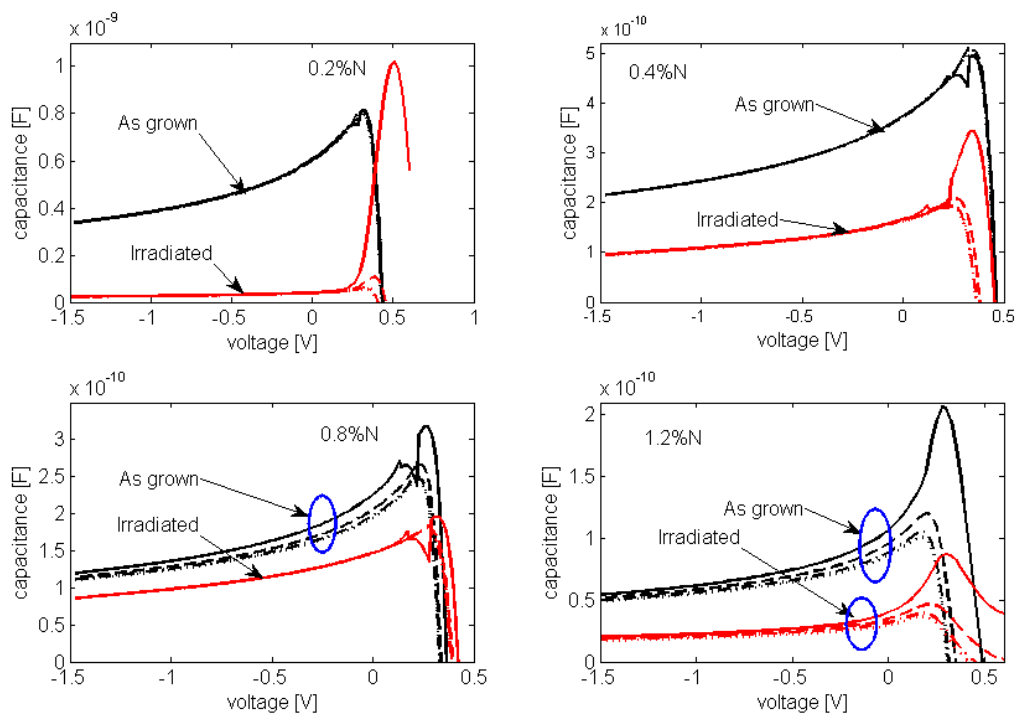 x 10^-9
capacitance [F]
1
0.8
0.6
0.4
0.2
0
0.2%N
As grown
Irradiated
-1.5 -1 -0.5 0 0.5 1
voltage [V]
x 10^-10
capacitance [F]
5
4
3
2
1
0
0.4%N
As grown
Irradiated
-1.5 -1 -0.5 0 0.5
voltage [V]
x 10^-10
capacitance [F]
3
2.5
2
1.5
1
0.5
0
0.8%N
As grown
Irradiated
-1.5 -1 -0.5 0 0.5
voltage [V]
x 10^-10
capacitance [F]
2
1.5
1
0.5
0
1.2%N
As grown
Irradiated
-1.5 -1 -0.5 0 0.5
voltage [V]